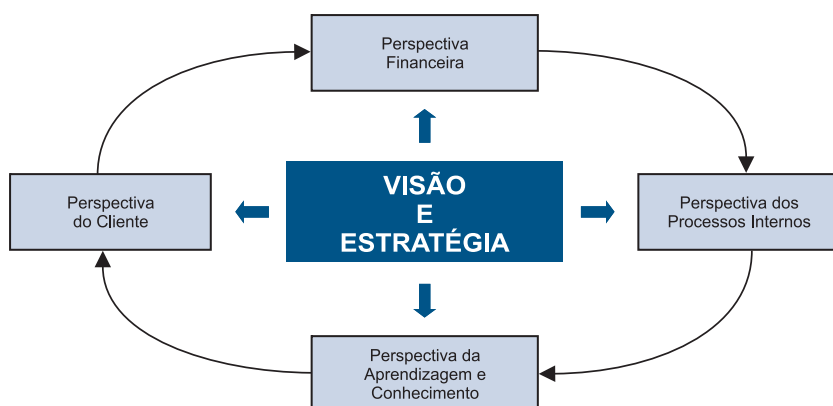 Perspectiva
Financeira
Perspectiva
do Cliente
VISÃO
E
ESTRATÉGIA
Perspectiva dos
Processos Internos
Perspectiva da
Aprendizagem e
Conhecimento